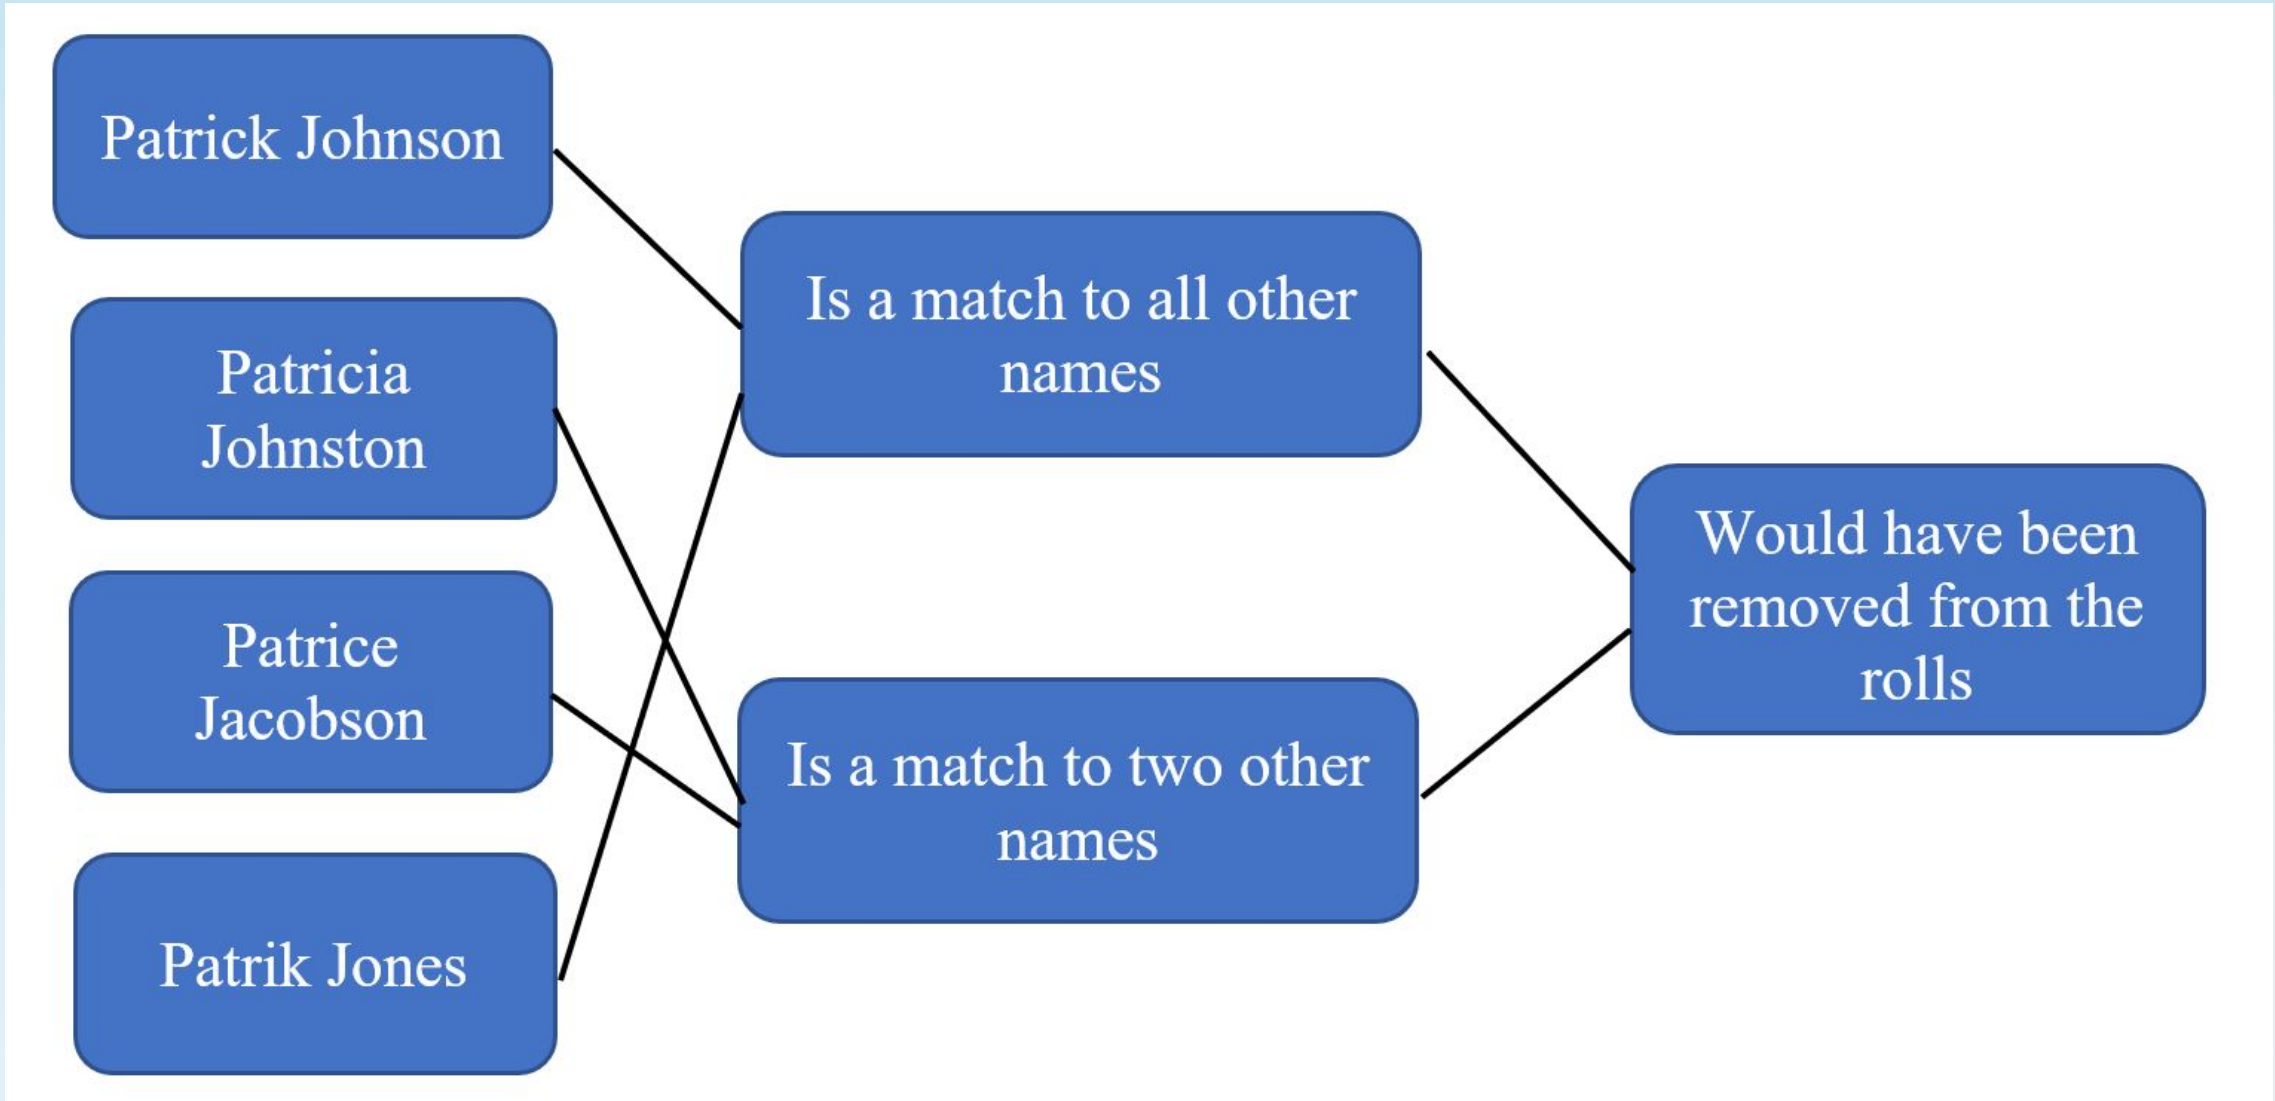 Patrick Johnson
Patricia
Johnston
Patrice
Jacobson
Patrik Jones
Is a match to all other
names
Is a match to two other
names
Would have been
removed from the
rolls